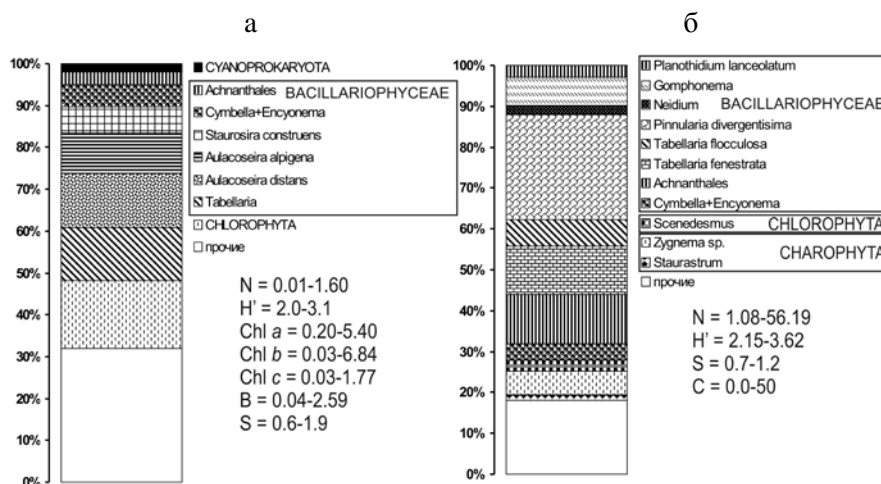 а
100%
90%
80%
70%
60%
50%
40%
30%
20%
10%
0%
CYANOPROKARYOTA
Achnanthales BACILLARIOPHYCEAE
Cymbella+Encyonema
Staurosira construens
Aulacoseira alpigena
Aulacoseira distans
Tabellaria
CHLOROPHYTA
прочие
N = 0.01-1.60
H' = 2.0-3.1
Chl a = 0.20-5.40
Chl b = 0.03-6.84
Chl c = 0.03-1.77
B = 0.04-2.59
S = 0.6-1.9
б
100%
90%
80%
70%
60%
50%
40%
30%
20%
10%
0%
Planothidium lanceolatum
Gomphonema
Neidium BACILLARIOPHYCEAE
Pinnularia divergentisima
Tabellaria flocculosa
Tabellaria fenestrata
Achnanthales
Cymbella+Encyonema
Scenedesmus CHLOROPHYTA
Zygnema sp. CHAROPHYTA
Staurastrum
прочие
N = 1.08-56.19
H' = 2.15-3.62
S = 0.7-1.2
C = 0.0-50